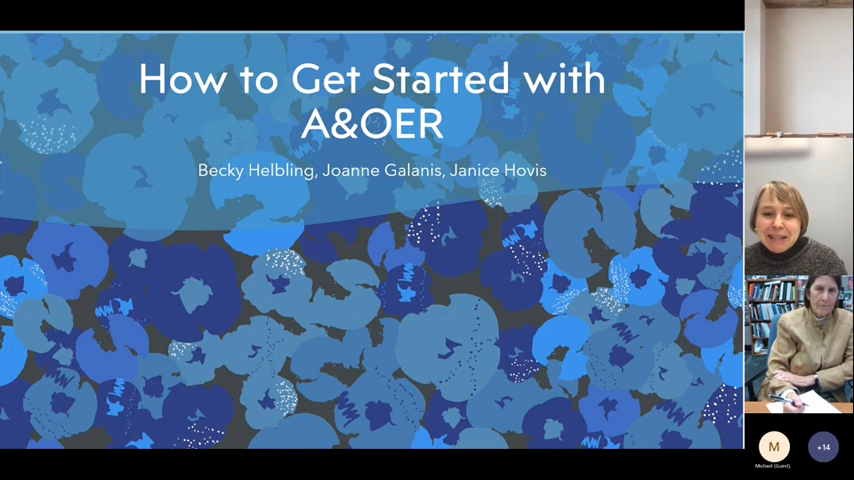 How to Get Started with
A&OER
Becky Helbling, Joanne Galanis, Janice Hovis
M
+14
Michael (Guest)